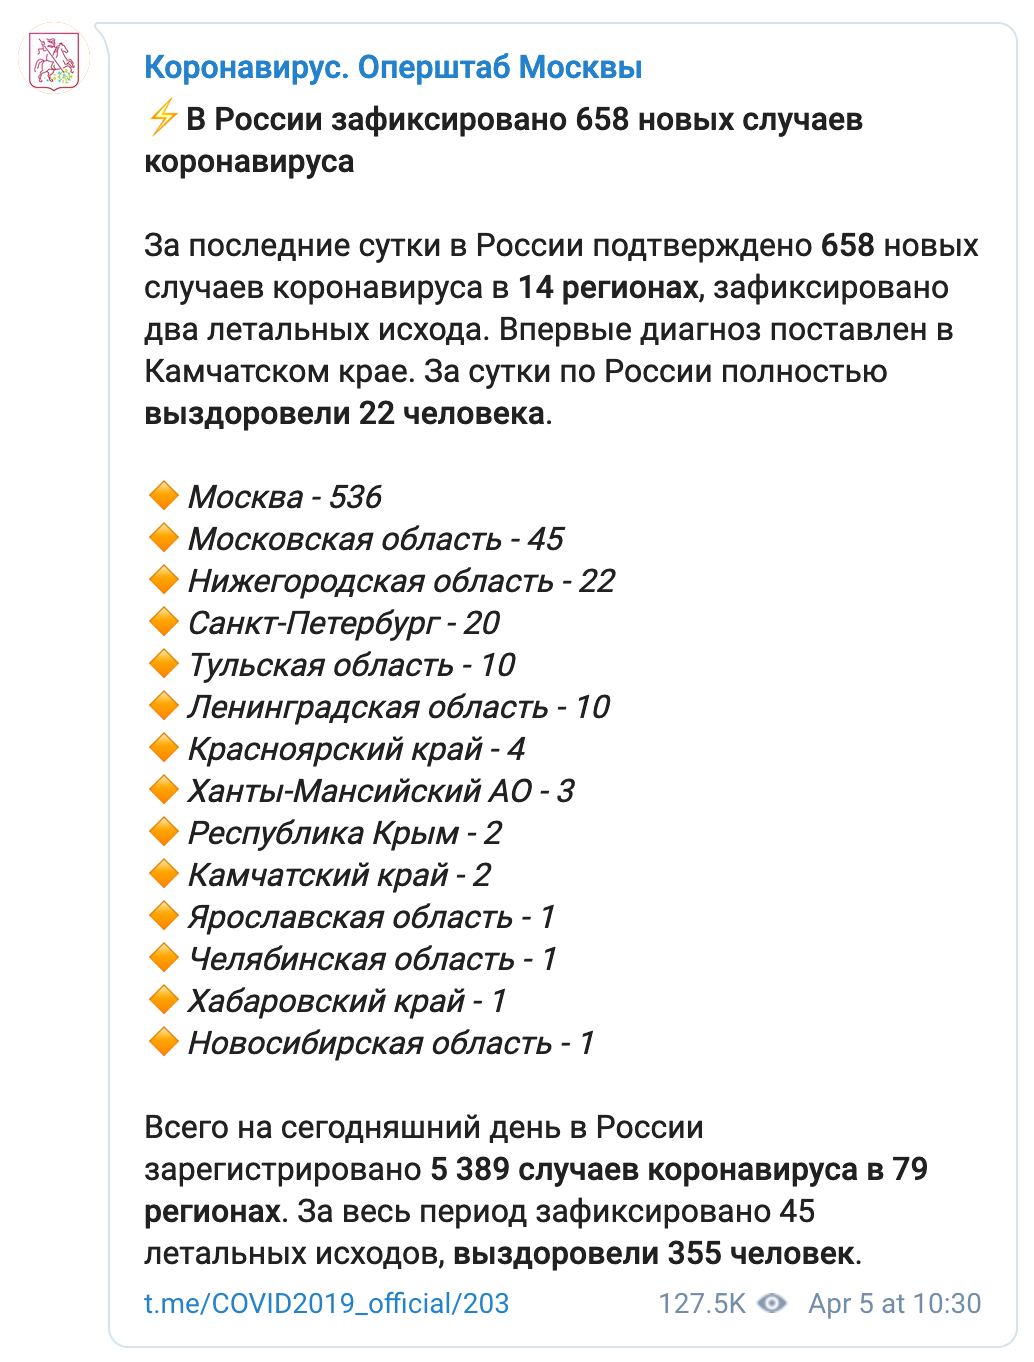 Коронавирус. Оперштаб Москвы
⚡В России зафиксировано 658 новых случаев
коронавируса
За последние сутки в России подтверждено 658 новых
случаев коронавируса в 14 регионах, зафиксировано
два летальных исхода. Впервые диагноз поставлен в
Камчатском крае. За сутки по России полностью
выздоровели 22 человека.
🔶 Москва - 536
🔶 Московская область - 45
🔶 Нижегородская область - 22
🔶 Санкт-Петербург - 20
🔶 Тульская область - 10
🔶 Ленинградская область - 10
🔶 Красноярский край - 4
🔶 Ханты-Мансийский АО - 3
🔶 Республика Крым - 2
🔶 Камчатский край - 2
🔶 Ярославская область - 1
🔶 Челябинская область - 1
🔶 Хабаровский край - 1
🔶 Новосибирская область - 1
Всего на сегодняшний день в России
зарегистрировано 5 389 случаев коронавируса в 79
регионах. За весь период зафиксировано 45
летальных исходов, выздоровели 355 человек.
t.me/COVID2019_official/203 127.5K Apr 5 at 10:30